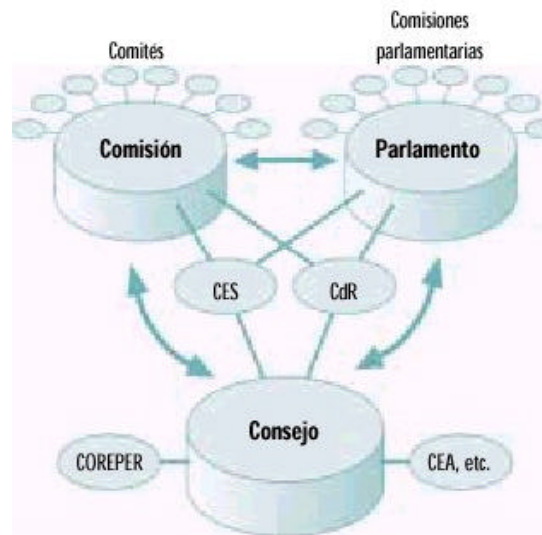 Comités
Comisiones
parlamentarias
Comisión
Parlamento
CES
CdR
Consejo
COREPER
CEA, etc.